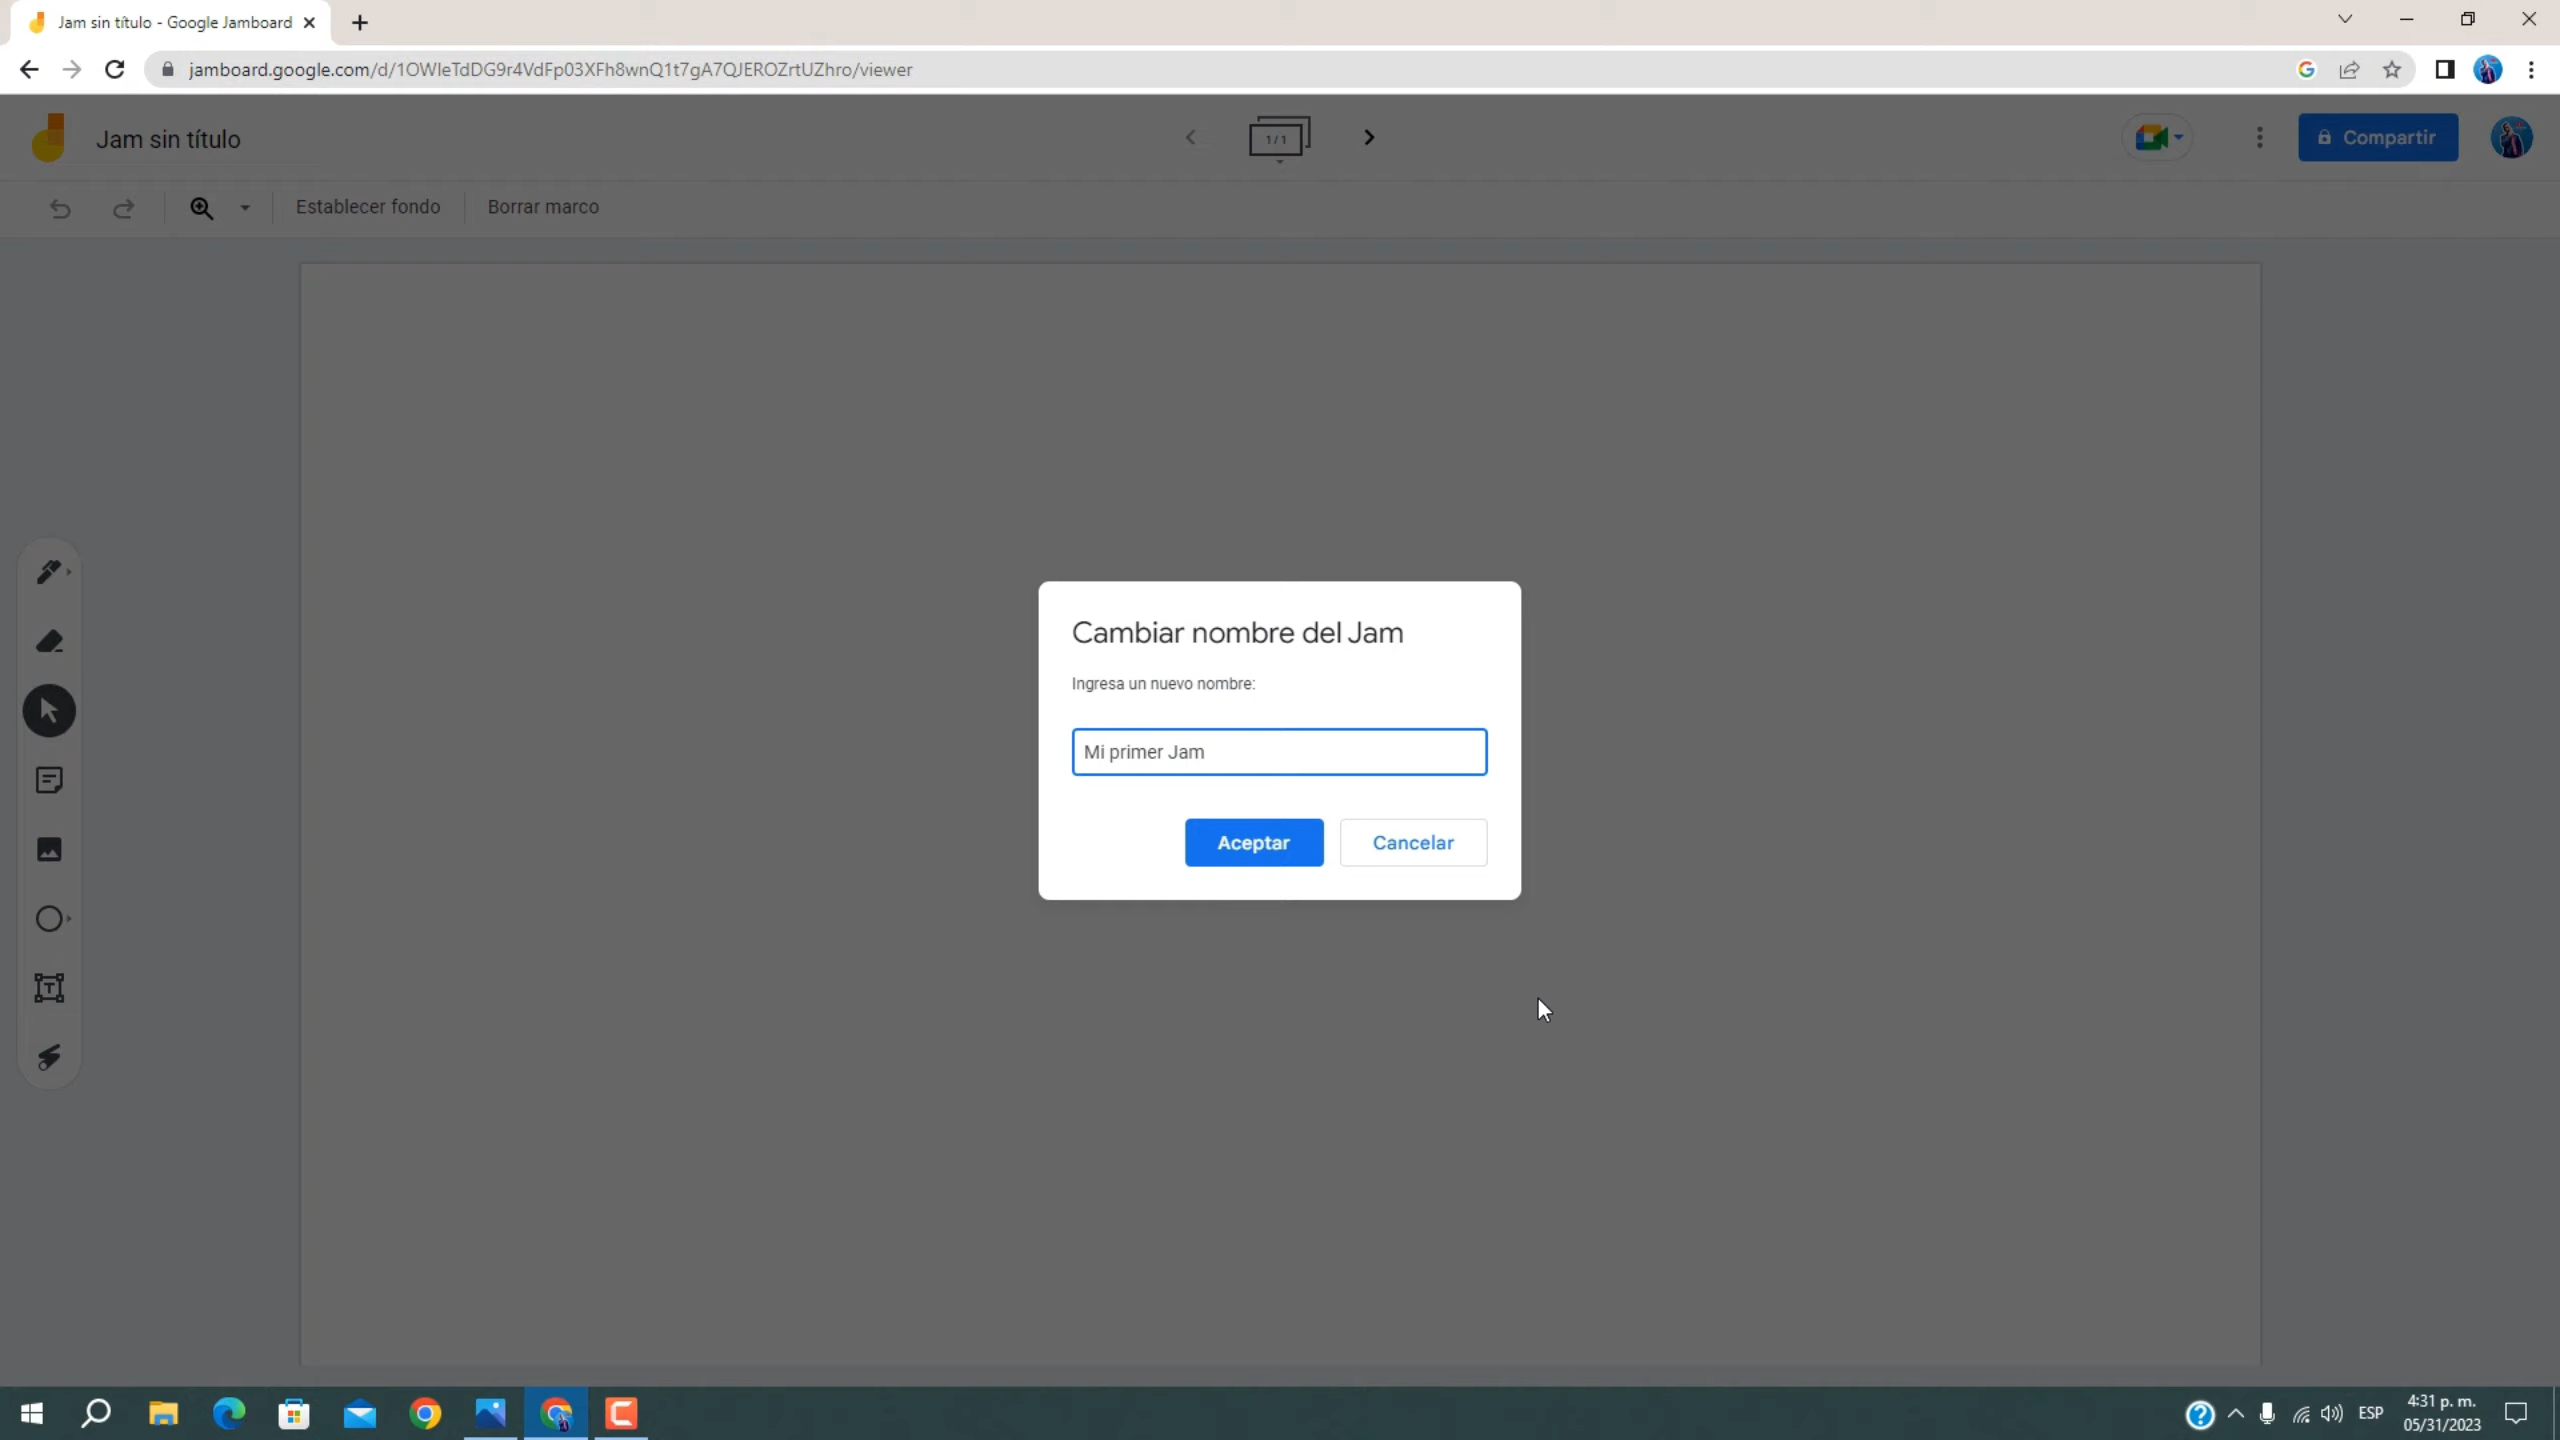 Jam sin título - Google Jamboard
jamboard.google.com/d/1OWleTdDG9r4VdFp03XFh8wnQ1t7gA7QJEROZrtUZhro/viewer
Jam sin título
1/1
Compartir
Establecer fondo
Borrar marco
Cambiar nombre del Jam
Ingresa un nuevo nombre:
Mi primer Jam
Aceptar
Cancelar
ESP
4:31 p. m.
05/31/2023